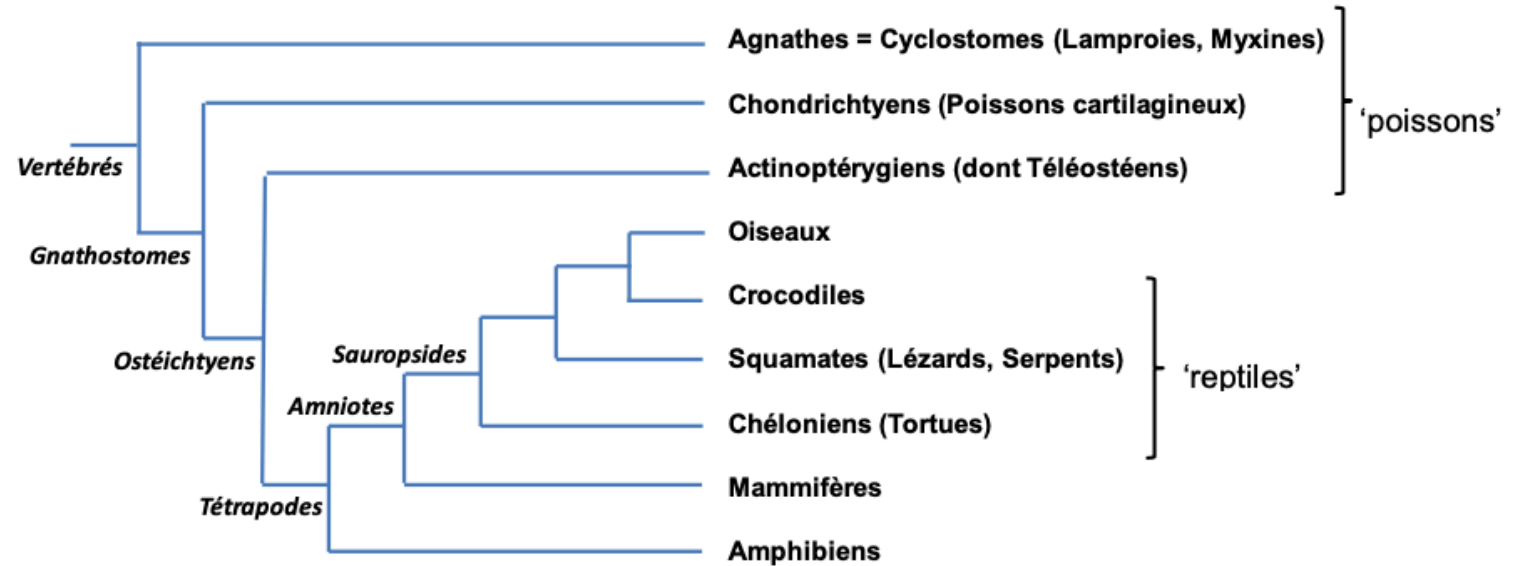 Agnathes = Cyclostomes (Lamproies, Myxines)
Chondrichtyens (Poissons cartilagineux)
‘poissons’
Vertébrés
Actinoptérygiens (dont Téléostéens)
Oiseaux
Gnathostomes
Crocodiles
Ostéichtyens
Sauropsides
Squamates (Lézards, Serpents)
‘reptiles’
Amniotes
Chéloniens (Tortues)
Mammifères
Tétrapodes
Amphibiens